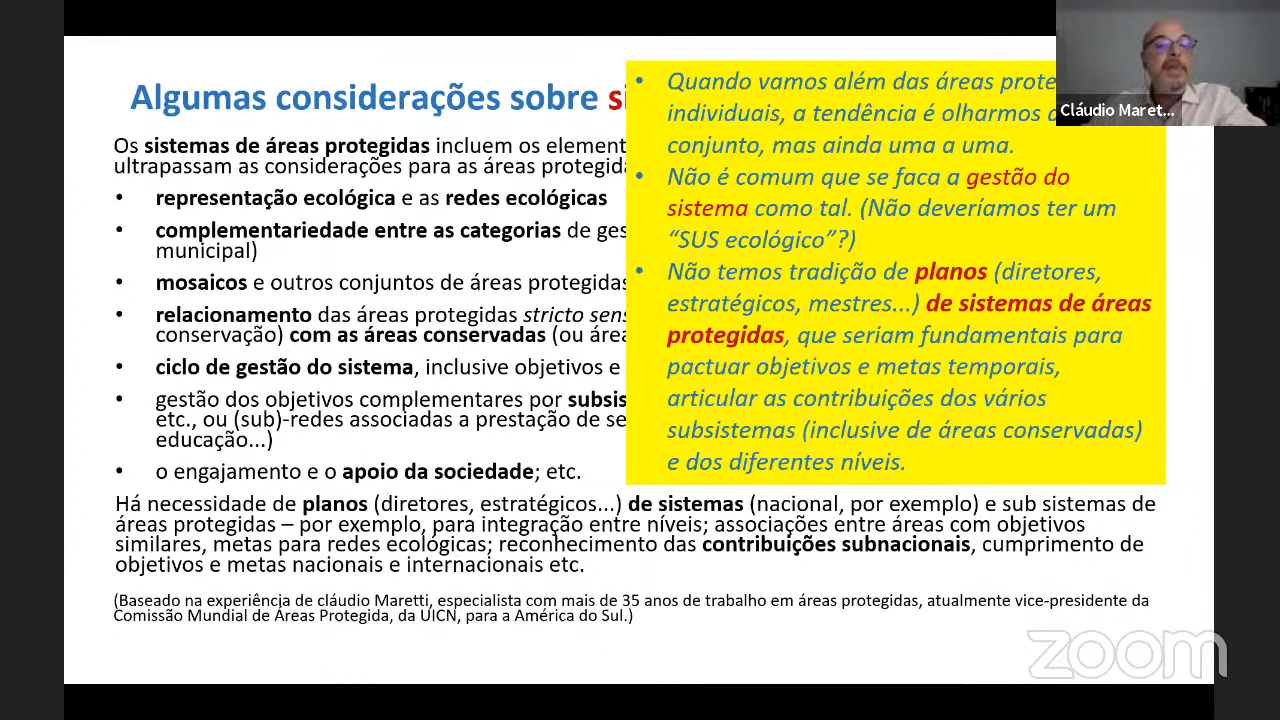 Algumas considerações sobre
Os sistemas de áreas protegidas incluem os
ultrapassam as considerações para as áreas
• representação ecológica e as redes ecológicas
• complementariedade entre as categorias de
municipal)
• mosaicos e outros conjuntos de áreas protegidas
• relacionamento das áreas protegidas stricto
conservação) com as áreas conservadas (ou
• ciclo de gestão do sistema, inclusive objetivos e
• gestão dos objetivos complementares por
etc., ou (sub)-redes associadas a prestação de
educação...)
• o engajamento e o apoio da sociedade; etc.
Há necessidade de planos (diretores, estratégicos...) de sistemas (nacional, por exemplo) e sub sistemas de
áreas protegidas – por exemplo, para integração entre níveis; associações entre áreas com objetivos
similares, metas para redes ecológicas; reconhecimento das contribuições subnacionais, cumprimento de
objetivos e metas nacionais e internacionais etc.
(Baseado na experiência de cláudio Maretti, especialista com mais de 35 anos de trabalho em áreas protegidas, atualmente vice-presidente da
Comissão Mundial de Áreas Protegida, da UICN, para a América do Sul.)
• Quando vamos além das áreas
individuais, a tendência é olharmos
conjunto, mas ainda uma a uma.
• Não é comum que se faca a gestão do
sistema como tal. (Não deveríamos ter um
“SUS ecológico”?)
• Não temos tradição de planos (diretores,
estratégicos, mestres...) de sistemas de áreas
protegidas, que seriam fundamentais para
pactuar objetivos e metas temporais,
articular as contribuições dos vários
subsistemas (inclusive de áreas conservadas)
e dos diferentes níveis.
Cláudio Maret...
zoom